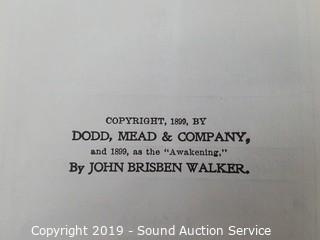 COPYRIGHT, 1899, BY
DODD, MEAD & COMPANY,
and 1899, as the "Awakening,"
By JOHN BRISBEN WALKER.
Copyright 2019 - Sound Auction Service